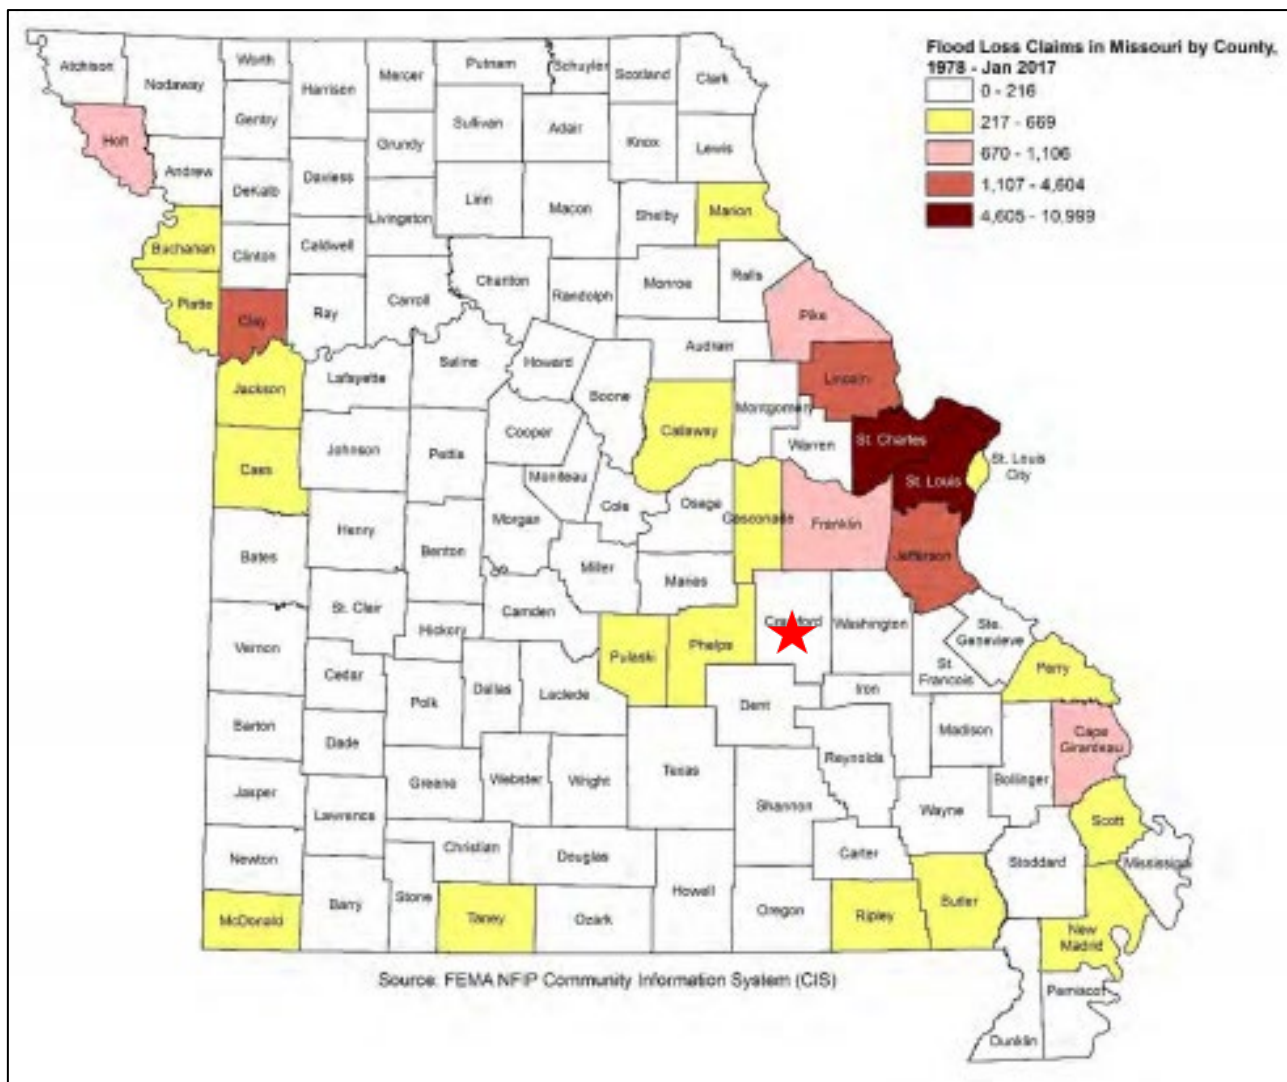 Flood Loss Claims in Missouri by County,
1978 - Jan 2017
0 - 216
217 - 669
670 - 1,106
1,107 - 4,604
4,605 - 10,999
Atchison
Nodaway
Worth
Harrison
Mercer
Putnam
Schuyler
Scotland
Clark
Gentry
Sullivan
Adair
Knox
Lewis
Holt
Grundy
Andrew
DeKalb
Daviess
Livingston
Linn
Macon
Shelby
Marion
Buchanan
Clinton
Caldwell
Chariton
Monroe
Ralls
Platte
Clay
Ray
Carroll
Randolph
Pike
Audrain
Saline
Howard
Jackson
Lafayette
Boone
Lincoln
Montgomery
Callaway
Cooper
Warren
St. Charles
Johnson
Pettis
Cass
Moniteau
St. Louis
St. Louis
City
Cole
Osage
Morgan
Gasconade
Franklin
Henry
Bates
Benton
Miller
Maries
Jefferson
St. Clair
Camden
Crawford
Washington
Ste.
Genevieve
Hickory
Vernon
Pulaski
Phelps
St.
Francois
Perry
Cedar
Polk
Dallas
Laclede
Iron
Dent
Barton
Dade
Madison
Cape
Girardeau
Reynolds
Bollinger
Greene
Webster
Wright
Texas
Jasper
Shannon
Lawrence
Wayne
Scott
Christian
Douglas
Carter
Newton
Stoddard
Mississippi
Barry
Stone
Howell
McDonald
Taney
Ozark
Oregon
Ripley
Butler
New
Madrid
Source: FEMA NFIP Community Information System (CIS)
Pemiscot
Dunklin